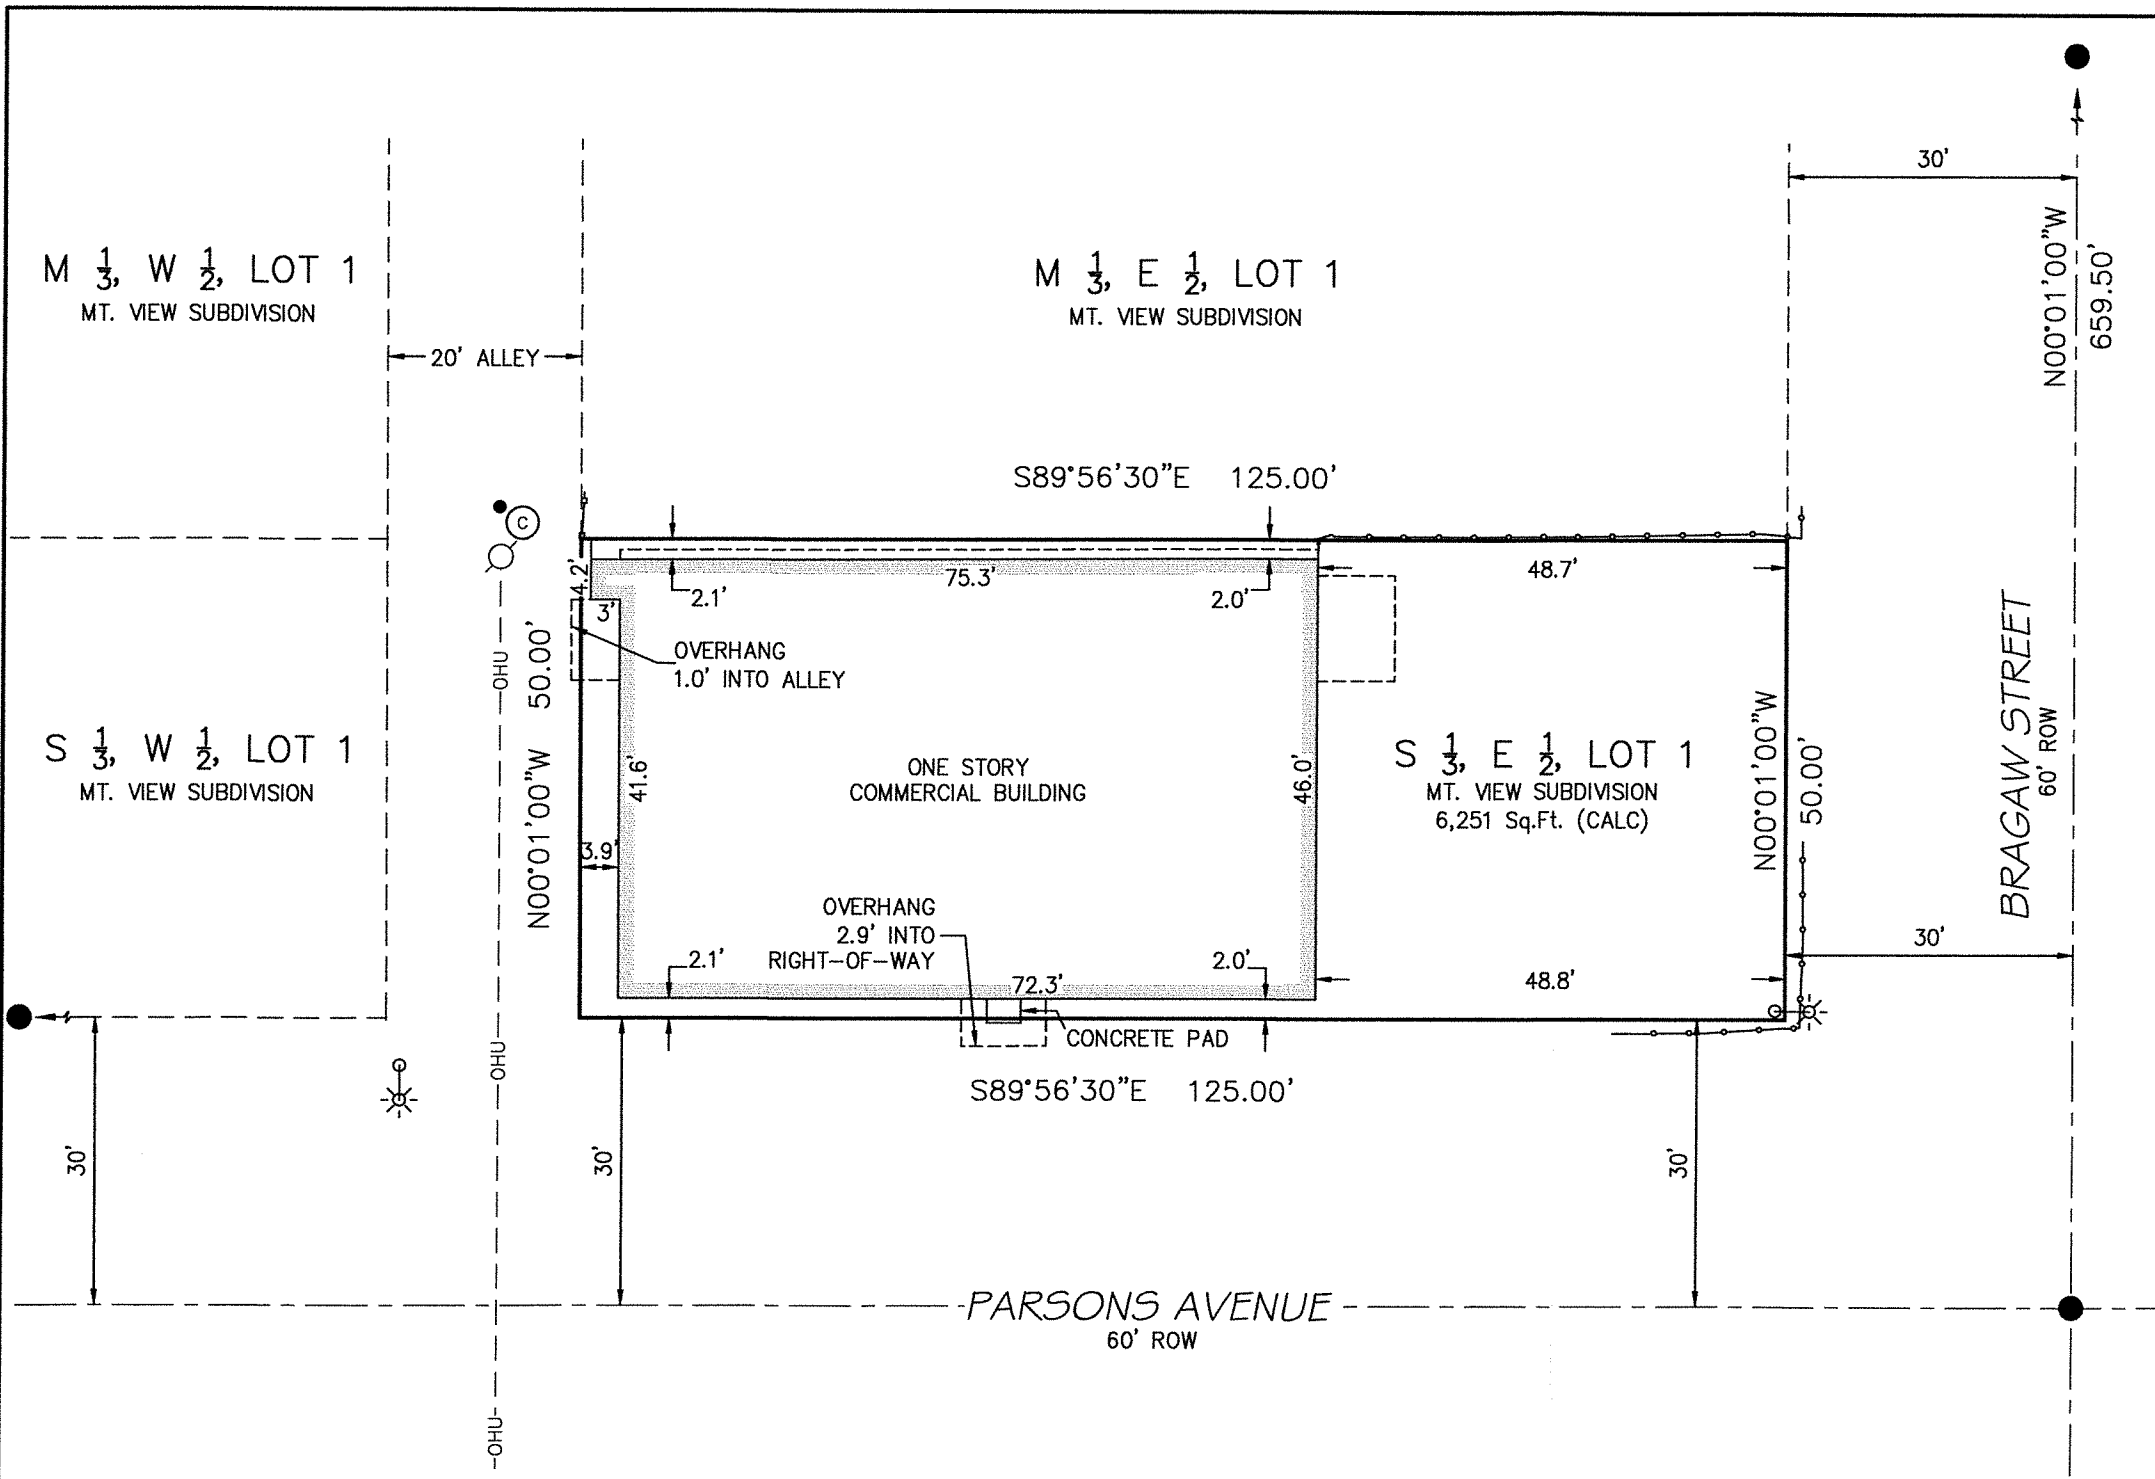 30'
N00°01'00"W
659.50'
M 1/3, W 1/2, LOT 1
MT. VIEW SUBDIVISION
M 1/3, E 1/2, LOT 1
MT. VIEW SUBDIVISION
20' ALLEY
S89°56'30"E 125.00'
C
4.2'
3'
2.1'
75.3'
2.0'
48.7'
OVERHANG
1.0' INTO ALLEY
OHU
N00°01'00"W 50.00'
S 1/3, W 1/2, LOT 1
MT. VIEW SUBDIVISION
41.6'
ONE STORY
COMMERCIAL BUILDING
46.0'
S 1/3, E 1/2, LOT 1
MT. VIEW SUBDIVISION
6,251 Sq.Ft. (CALC)
N00°01'00"W
50.00'
BRAGAW STREET
60' ROW
3.9'
OVERHANG
2.9' INTO
RIGHT-OF-WAY
2.1'
72.3'
2.0'
48.8'
30'
CONCRETE PAD
OHU
S89°56'30"E 125.00'
30'
30'
30'
PARSONS AVENUE
60' ROW
OHU